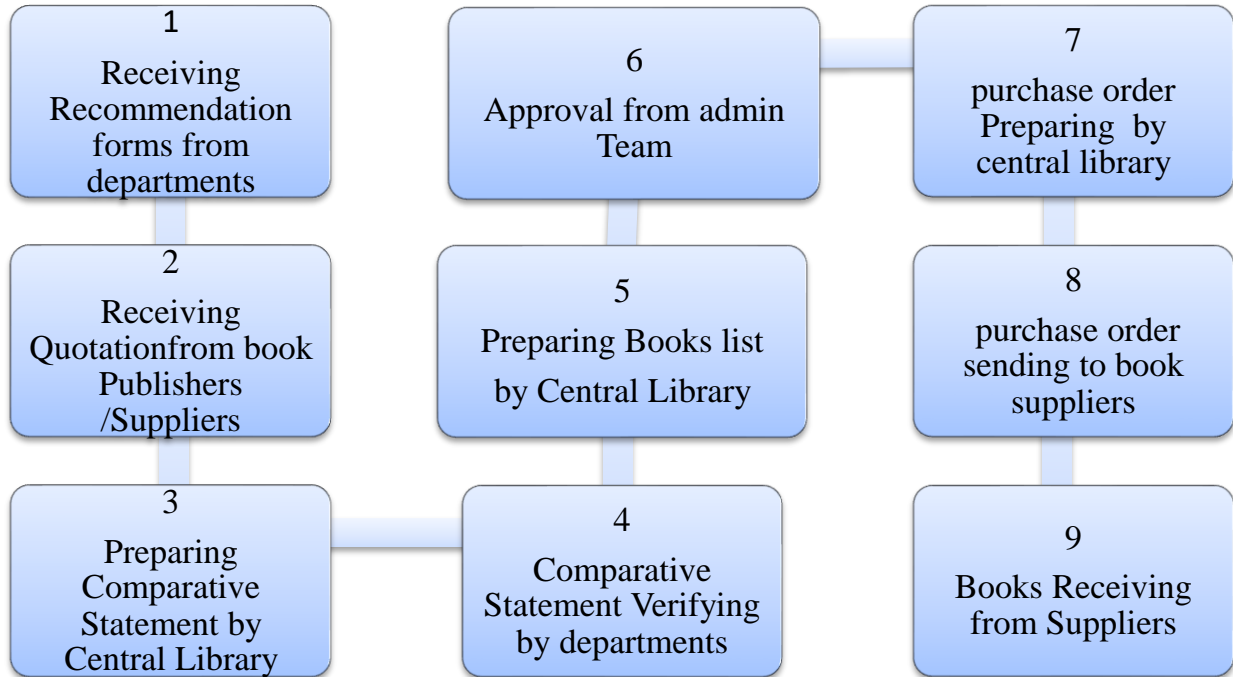 1
Receiving
Recommendation
forms from
departments
2
Receiving
Quotationfrom book
Publishers
/Suppliers
3
Preparing
Comparative
Statement by
Central Library
4
Comparative
Statement Verifying
by departments
5
Preparing Books list
by Central Library
6
Approval from admin
Team
7
purchase order
Preparing by
central library
8
purchase order
sending to book
suppliers
9
Books Receiving
from Suppliers